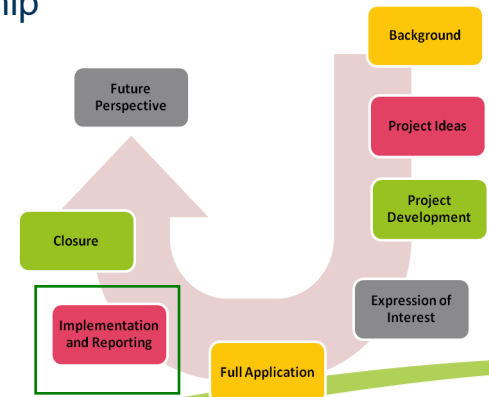 Background
Project Ideas
Project
Development
Expression of
Interest
Full Application
Implementation
and Reporting
Closure
Future
Perspective